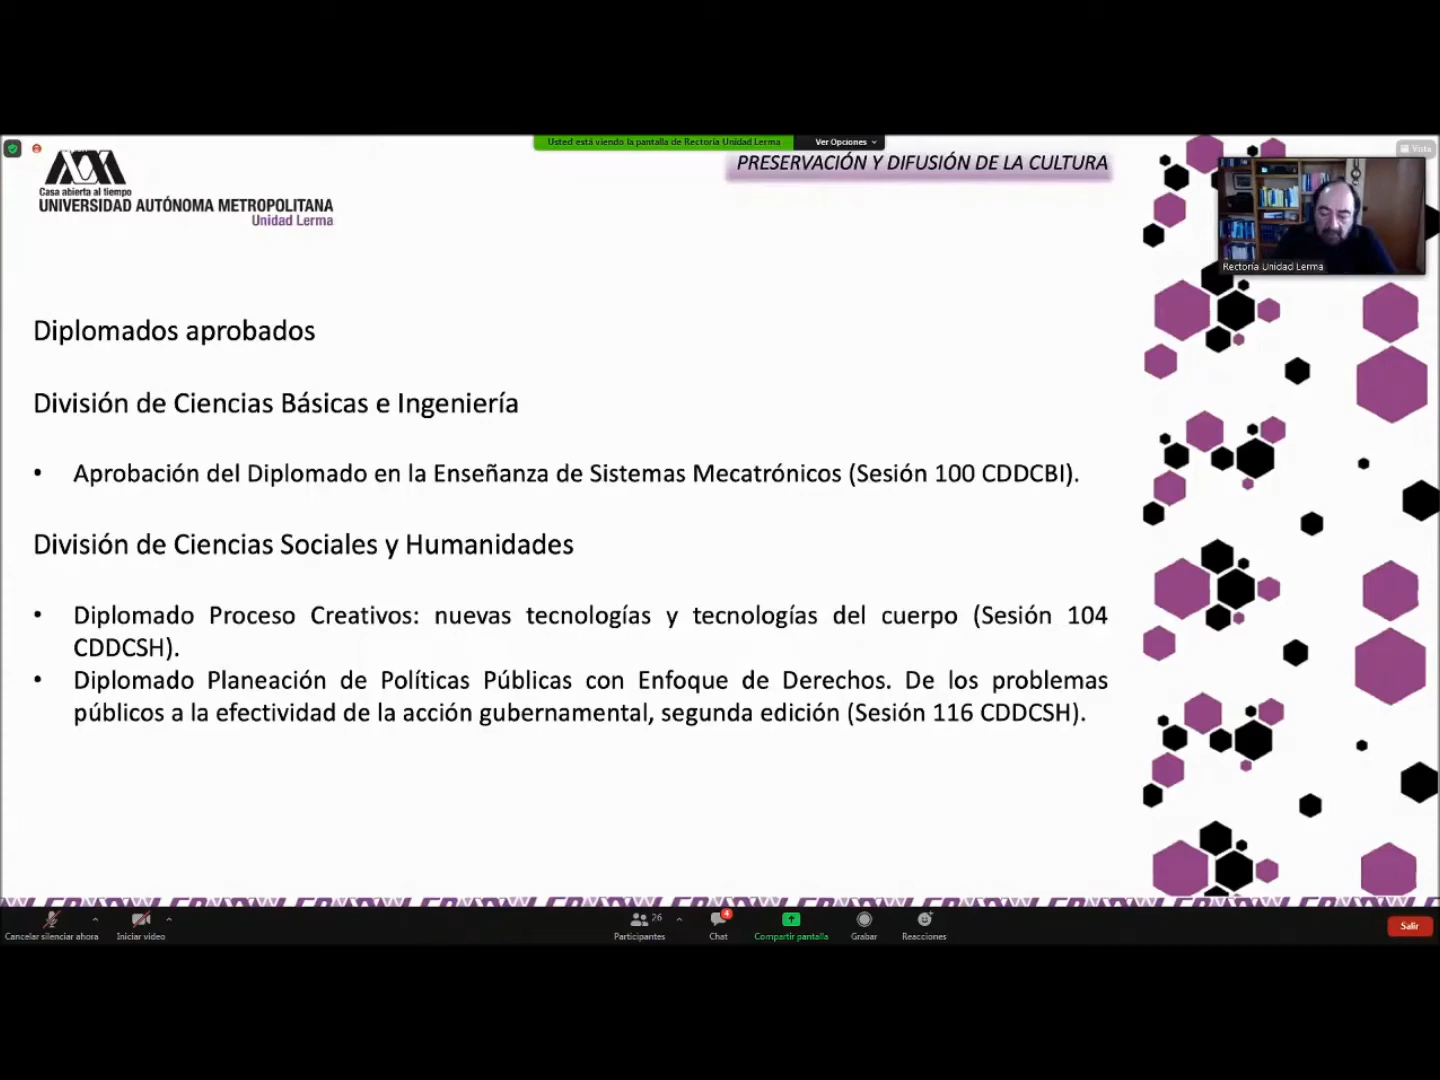 Usted está viendo la pantalla de Rectoría Unidad Lerma
Ver Opciones
Vista
PRESERVACIÓN Y DIFUSIÓN DE LA CULTURA
Casa abierta al tiempo
UNIVERSIDAD AUTÓNOMA METROPOLITANA
Unidad Lerma
Rectoría Unidad Lerma
Diplomados aprobados
División de Ciencias Básicas e Ingeniería
• Aprobación del Diplomado en la Enseñanza de Sistemas Mecatrónicos (Sesión 100 CDDCBI).
División de Ciencias Sociales y Humanidades
• Diplomado Proceso Creativos: nuevas tecnologías y tecnologías del cuerpo (Sesión 104
CDDCSH).
• Diplomado Planeación de Políticas Públicas con Enfoque de Derechos. De los problemas
públicos a la efectividad de la acción gubernamental, segunda edición (Sesión 116 CDDCSH).
Cancelar silenciar ahora
Iniciar video
26
Participantes
4
Chat
Compartir pantalla
Grabar
Reacciones
Salir